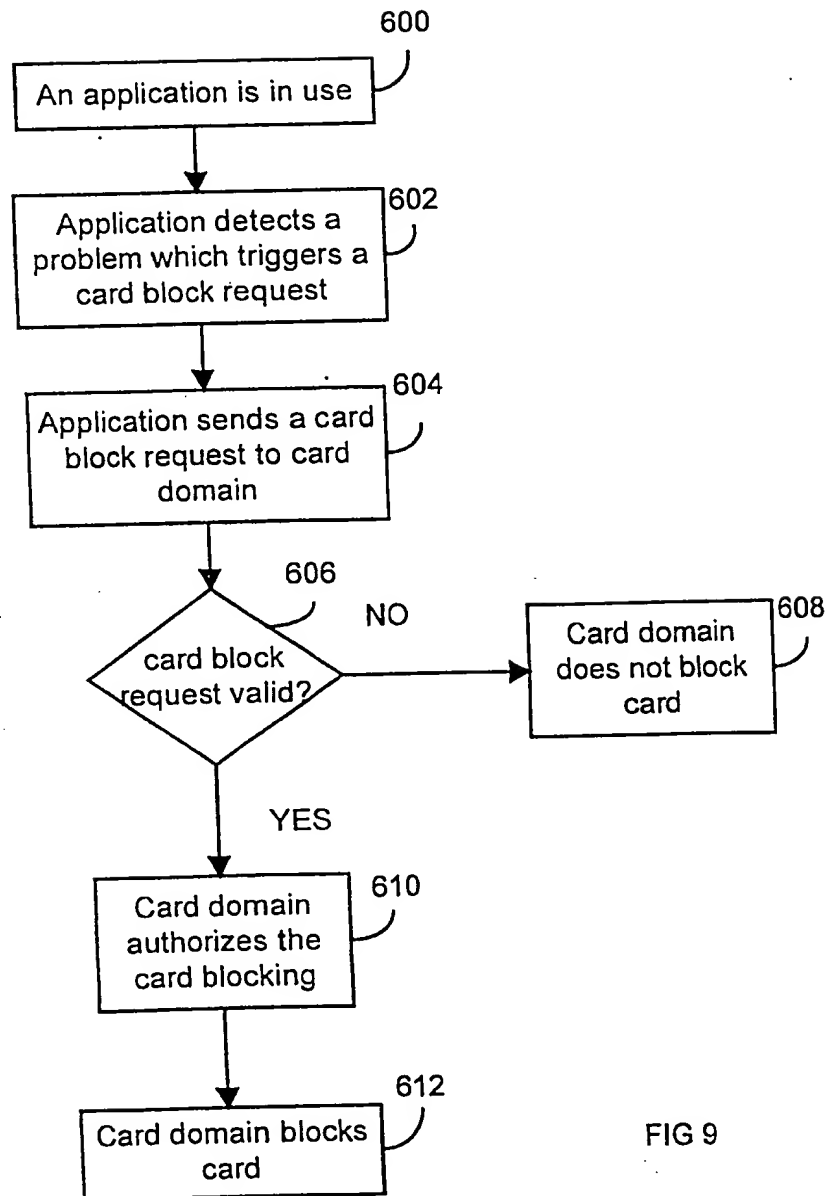 600
An application is in use
602
Application detects a
problem which triggers a
card block request
604
Application sends a card
block request to card
domain
606
NO
608
card block
request valid?
Card domain
does not block
card
YES
610
Card domain
authorizes the
card blocking
612
Card domain blocks
card
FIG 9